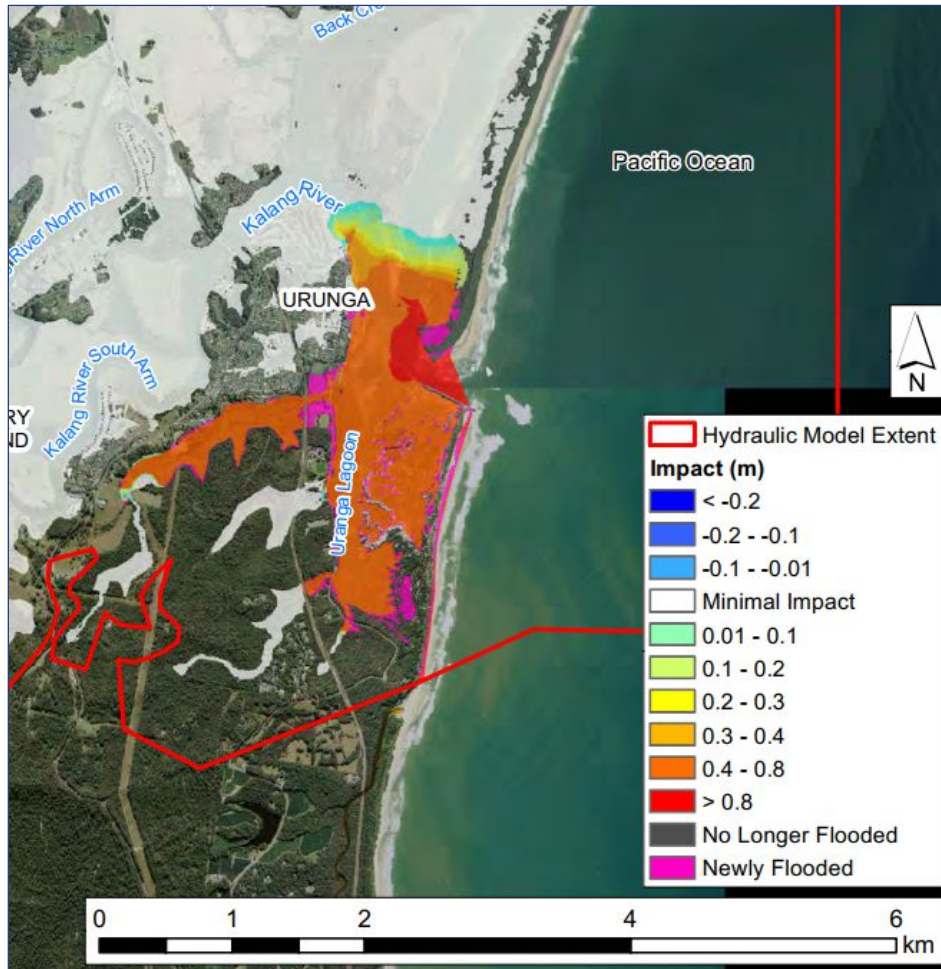 Back Cre
Pacific Ocean
Kalang River
River North Arm
URUNGA
Kalang River South Arm
RY
ND
Uranga Lagoon
N
Hydraulic Model Extent
Impact (m)
< -0.2
-0.2 - -0.1
-0.1 - -0.01
Minimal Impact
0.01 - 0.1
0.1 - 0.2
0.2 - 0.3
0.3 - 0.4
0.4 - 0.8
> 0.8
No Longer Flooded
Newly Flooded
0 1 2 4 6
km